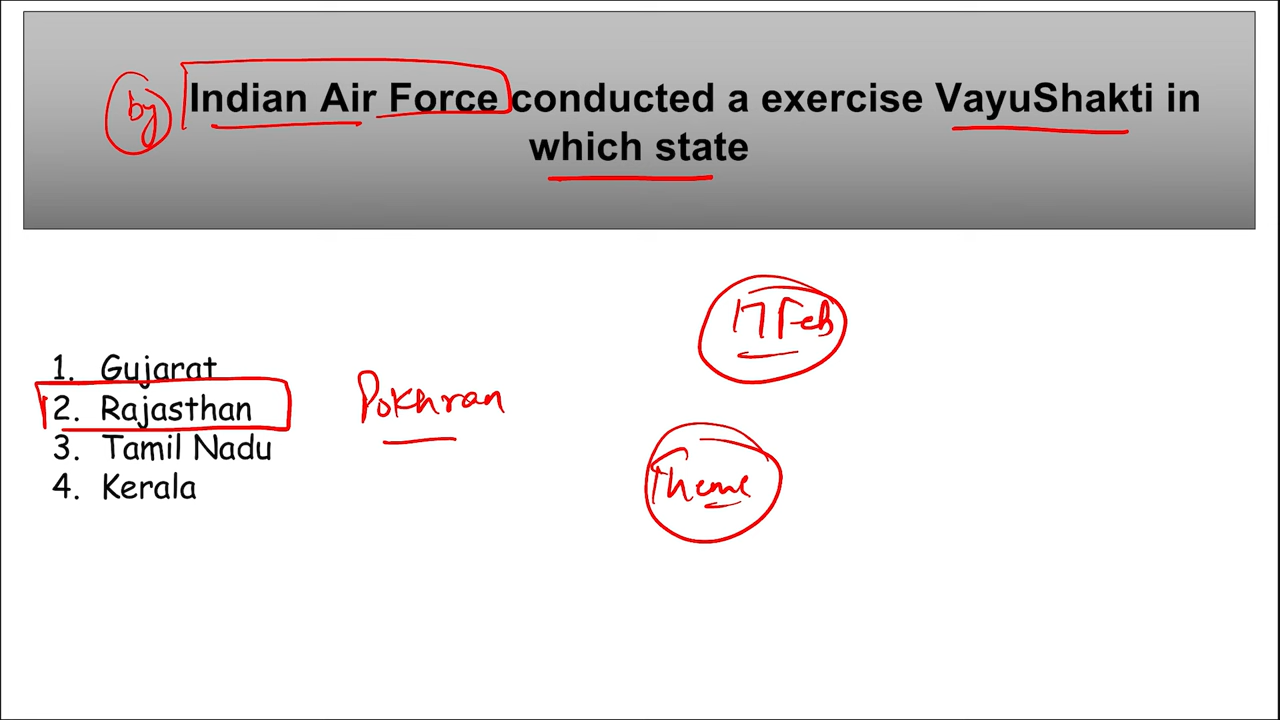 by Indian Air Force conducted a exercise VayuShakti in
which state
17 Feb
1. Gujarat
2. Rajasthan
Pokhran
3. Tamil Nadu
4. Kerala
Theme